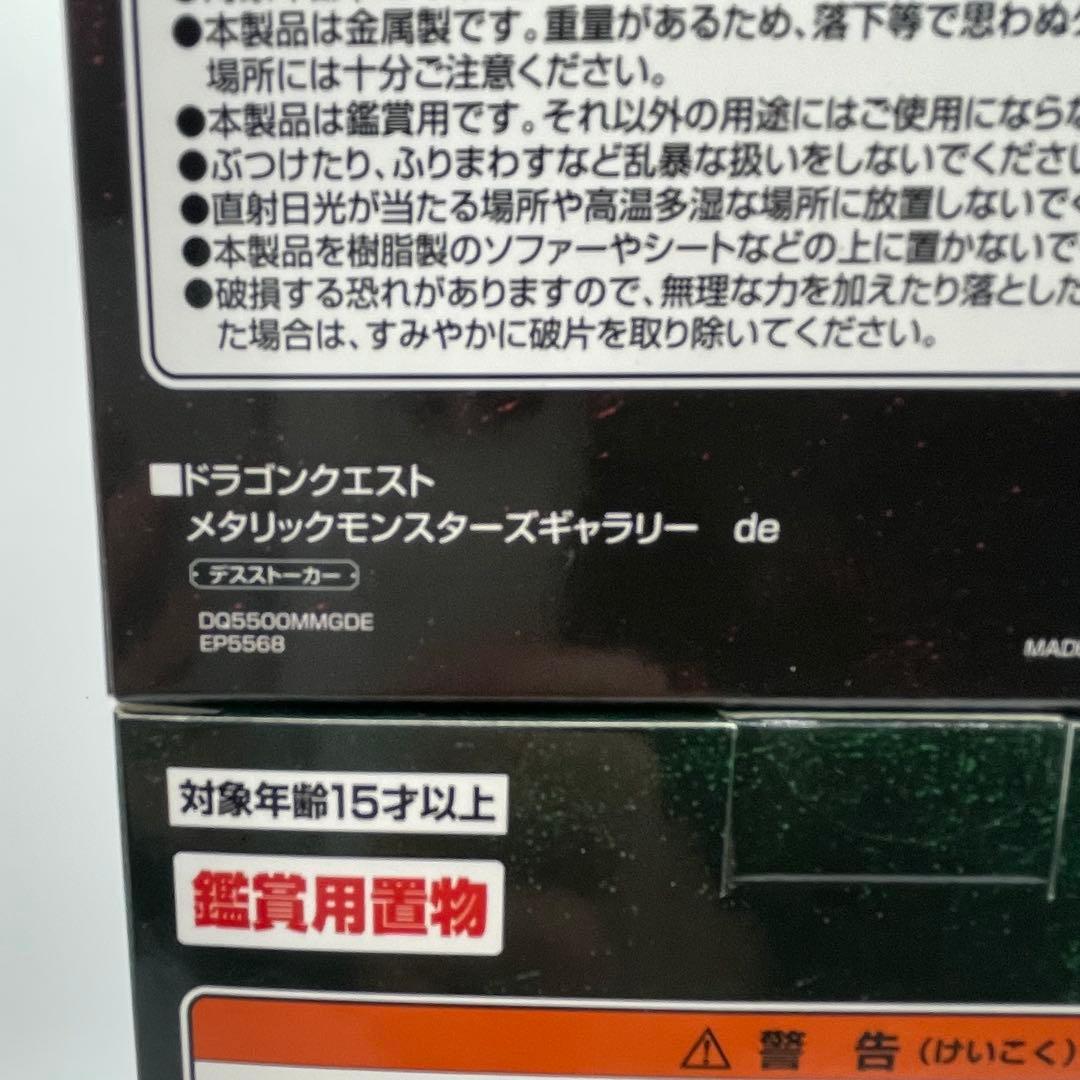 ●本製品は金属製です。重量があるため、落下等で思わぬ
場所には十分ご注意ください。
●本製品は鑑賞用です。それ以外の用途にはご使用にならな
●ぶつけたり、ふりまわすなど乱暴な扱いをしないでくださ
●直射日光が当たる場所や高温多湿な場所に放置しないで
●本製品を樹脂製のソファーやシートなどの上に置かないで
●破損する恐れがありますので、無理な力を加えたり落とした
た場合は、すみやかに破片を取り除いてください。
■ドラゴンクエスト
メタリックモンスターズギャラリー de
デスストーカー
DQ5500MMGDE
EP5568
MADE
対象年齢15才以上
鑑賞用置物
⚠ 警 告 (けいこく)